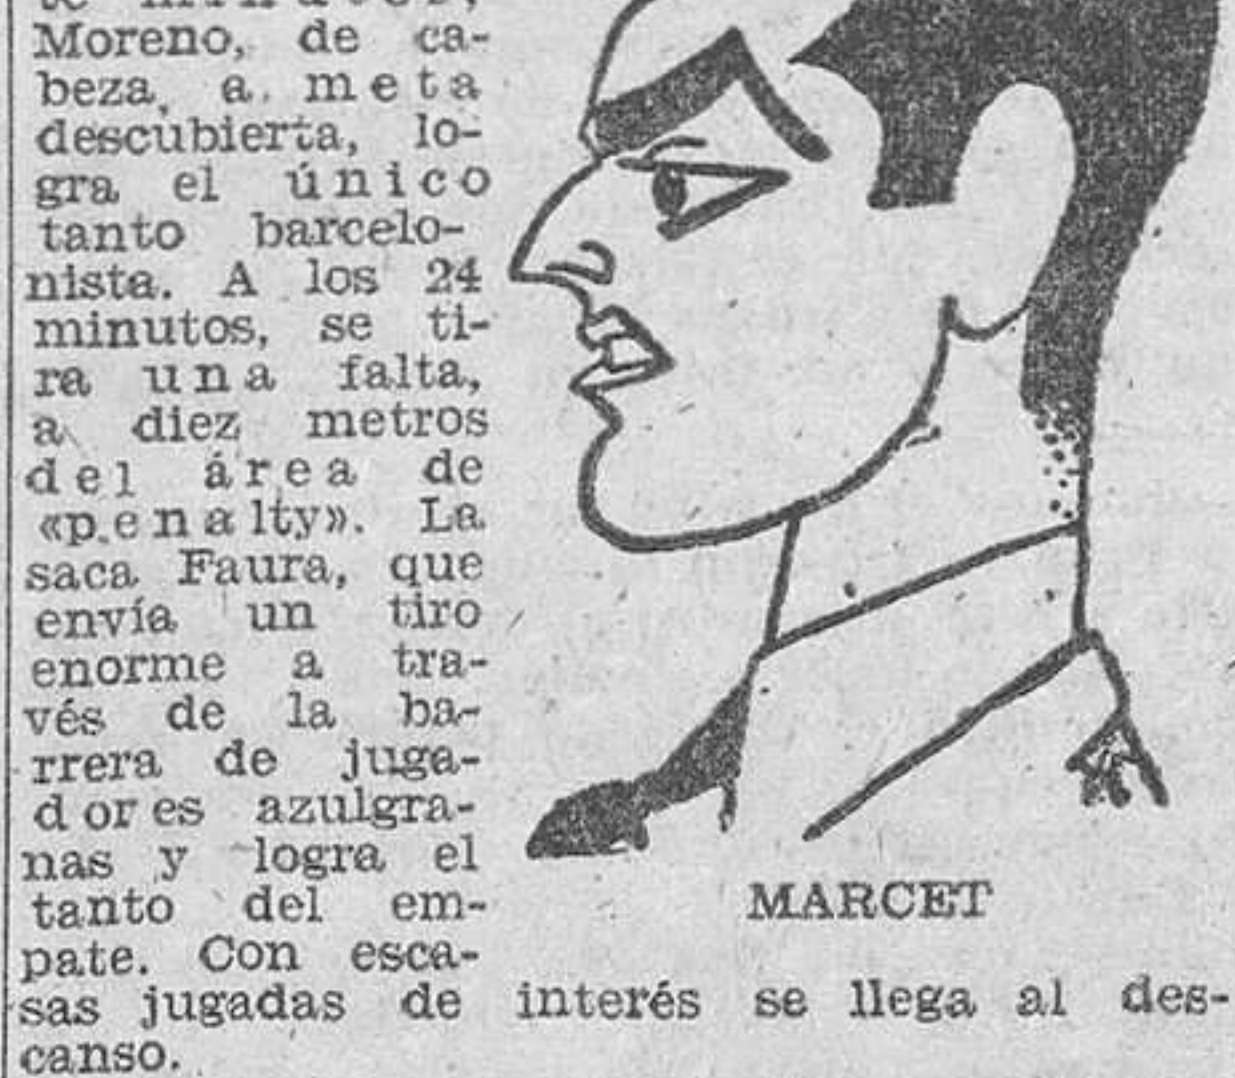 Moreno, de ca-
beza, a meta
descubierta, lo-
gra el único
tanto barcelo-
nista. A los 24
minutos, se ti-
ra una falta,
a diez metros
del área de
«penalty». La
saca Faura, que
envía un tiro
enorme a tra-
vés de la ba-
rrera de juga-
dores azulgra-
nas y logra el
tanto del em-
pate. Con esca-
sas jugadas de interés se llega al des-
canso.
MARCET